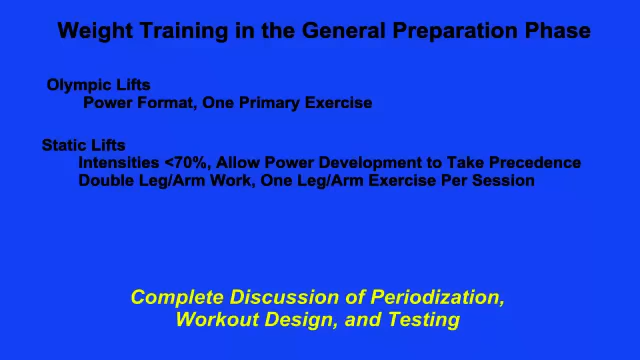 Weight Training in the General Preparation Phase
Olympic Lifts
Power Format, One Primary Exercise
Static Lifts
Intensities <70%, Allow Power Development to Take Precedence
Double Leg/Arm Work, One Leg/Arm Exercise Per Session
Complete Discussion of Periodization,
Workout Design, and Testing